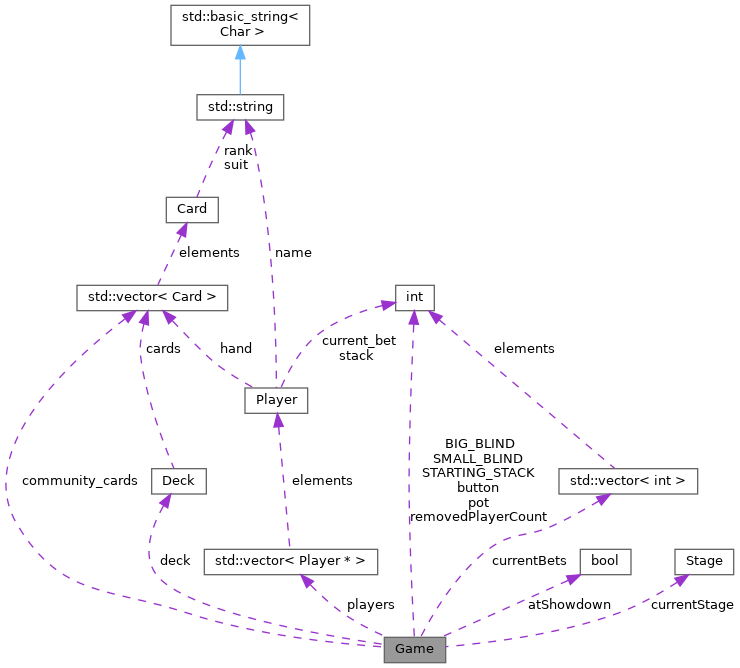 std::basic_string<
Char >
std::string
rank
suit
Card
elements
name
std::vector< Card >
int
cards
hand
current_bet
stack
elements
Player
BIG_BLIND
SMALL_BLIND
STARTING_STACK
button
pot
removedPlayerCount
community_cards
Deck
elements
std::vector< int >
deck
std::vector< Player * >
currentBets
bool
Stage
players
atShowdown
currentStage
Game